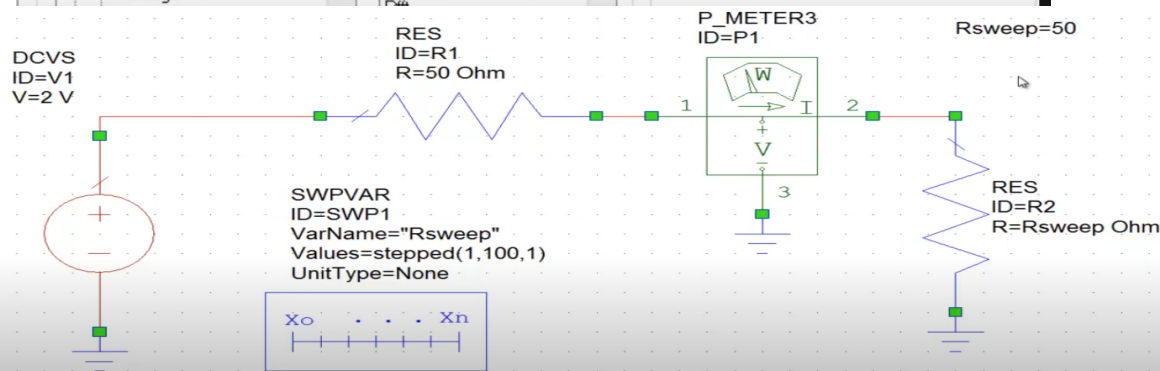 DCVS
ID=V1
V=2 V
RES
ID=R1
R=50 Ohm
P_METER3
ID=P1
Rsweep=50
W
1
I
2
+
V
-
3
+
-
SWPVAR
ID=SWP1
VarName="Rsweep"
Values=stepped(1,100,1)
UnitType=None
Xo . . . Xn
RES
ID=R2
R=Rsweep Ohm